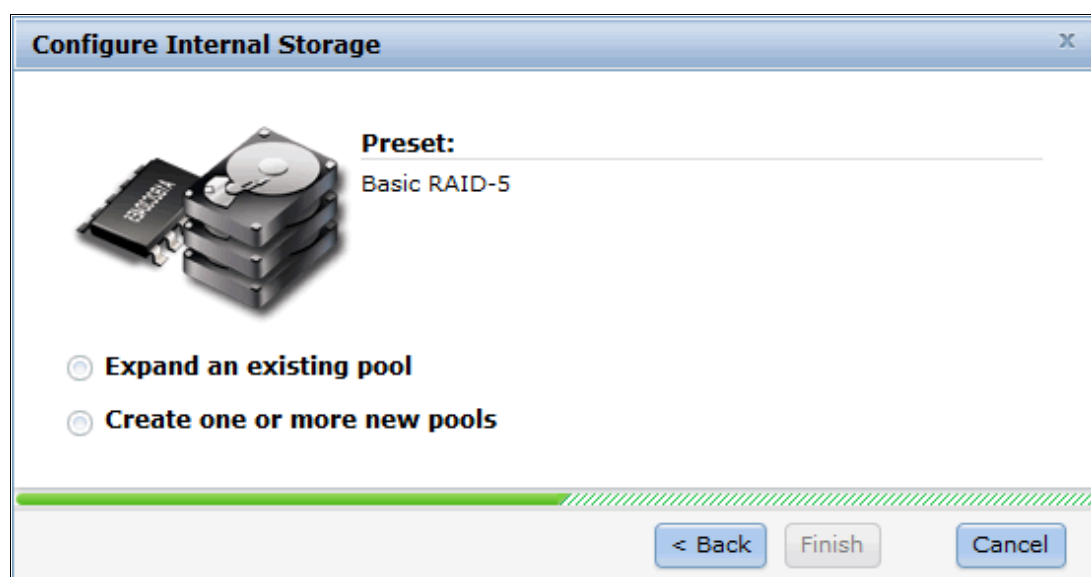 Configure Internal Storage
x
Preset:
Basic RAID-5
Expand an existing pool
Create one or more new pools
< Back
Finish
Cancel